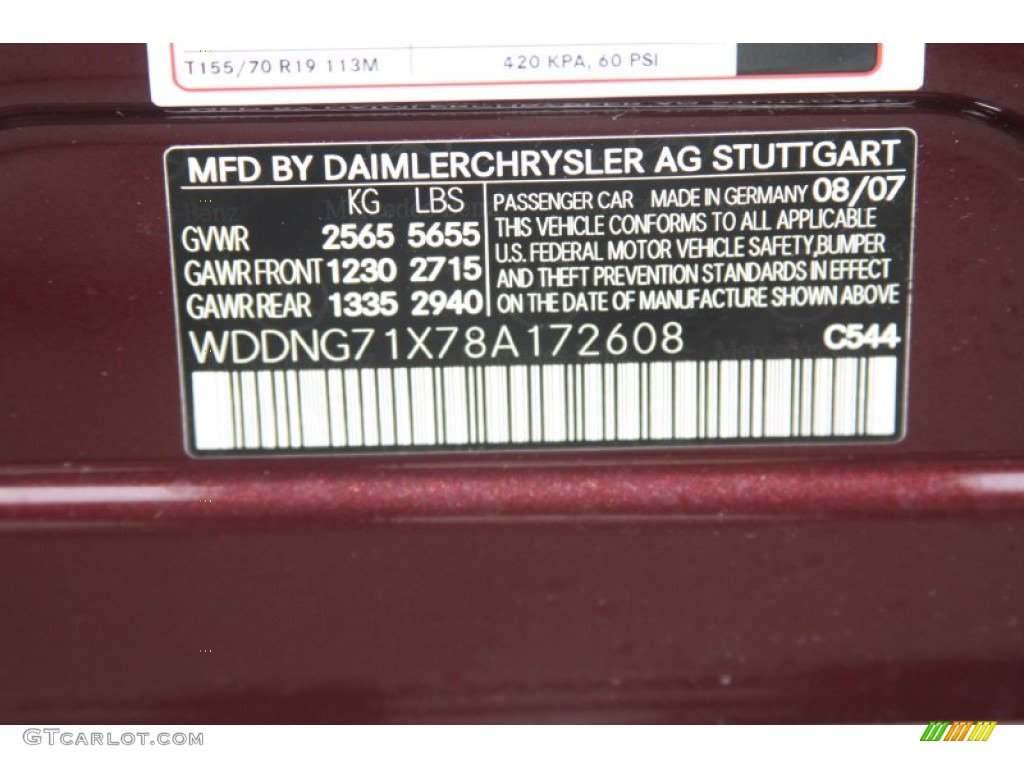 T155/70 R19 113M 420 KPA, 60 PSI
MFD BY DAIMLERCHRYSLER AG STUTTGART
KG LBS
GVWR 2565 5655
GAWR FRONT 1230 2715
GAWR REAR 1335 2940
PASSENGER CAR MADE IN GERMANY 08/07
THIS VEHICLE CONFORMS TO ALL APPLICABLE
U.S. FEDERAL MOTOR VEHICLE SAFETY,BUMPER
AND THEFT PREVENTION STANDARDS IN EFFECT
ON THE DATE OF MANUFACTURE SHOWN ABOVE
WDDNG71X78A172608 C544
GTCARLOT.COM